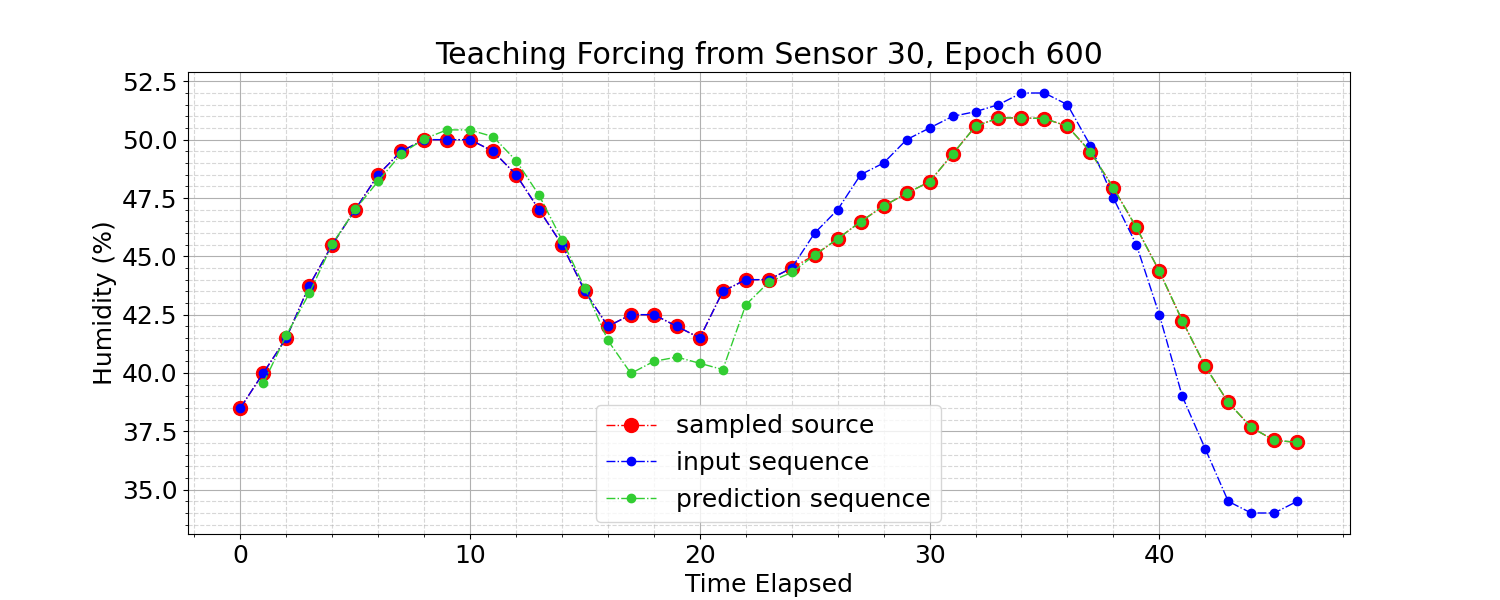 Teaching Forcing from Sensor 30, Epoch 600
52.5
50.0
47.5
45.0
42.5
40.0
37.5
35.0
Humidity (%)
sampled source
input sequence
prediction sequence
0 10 20 30 40
Time Elapsed